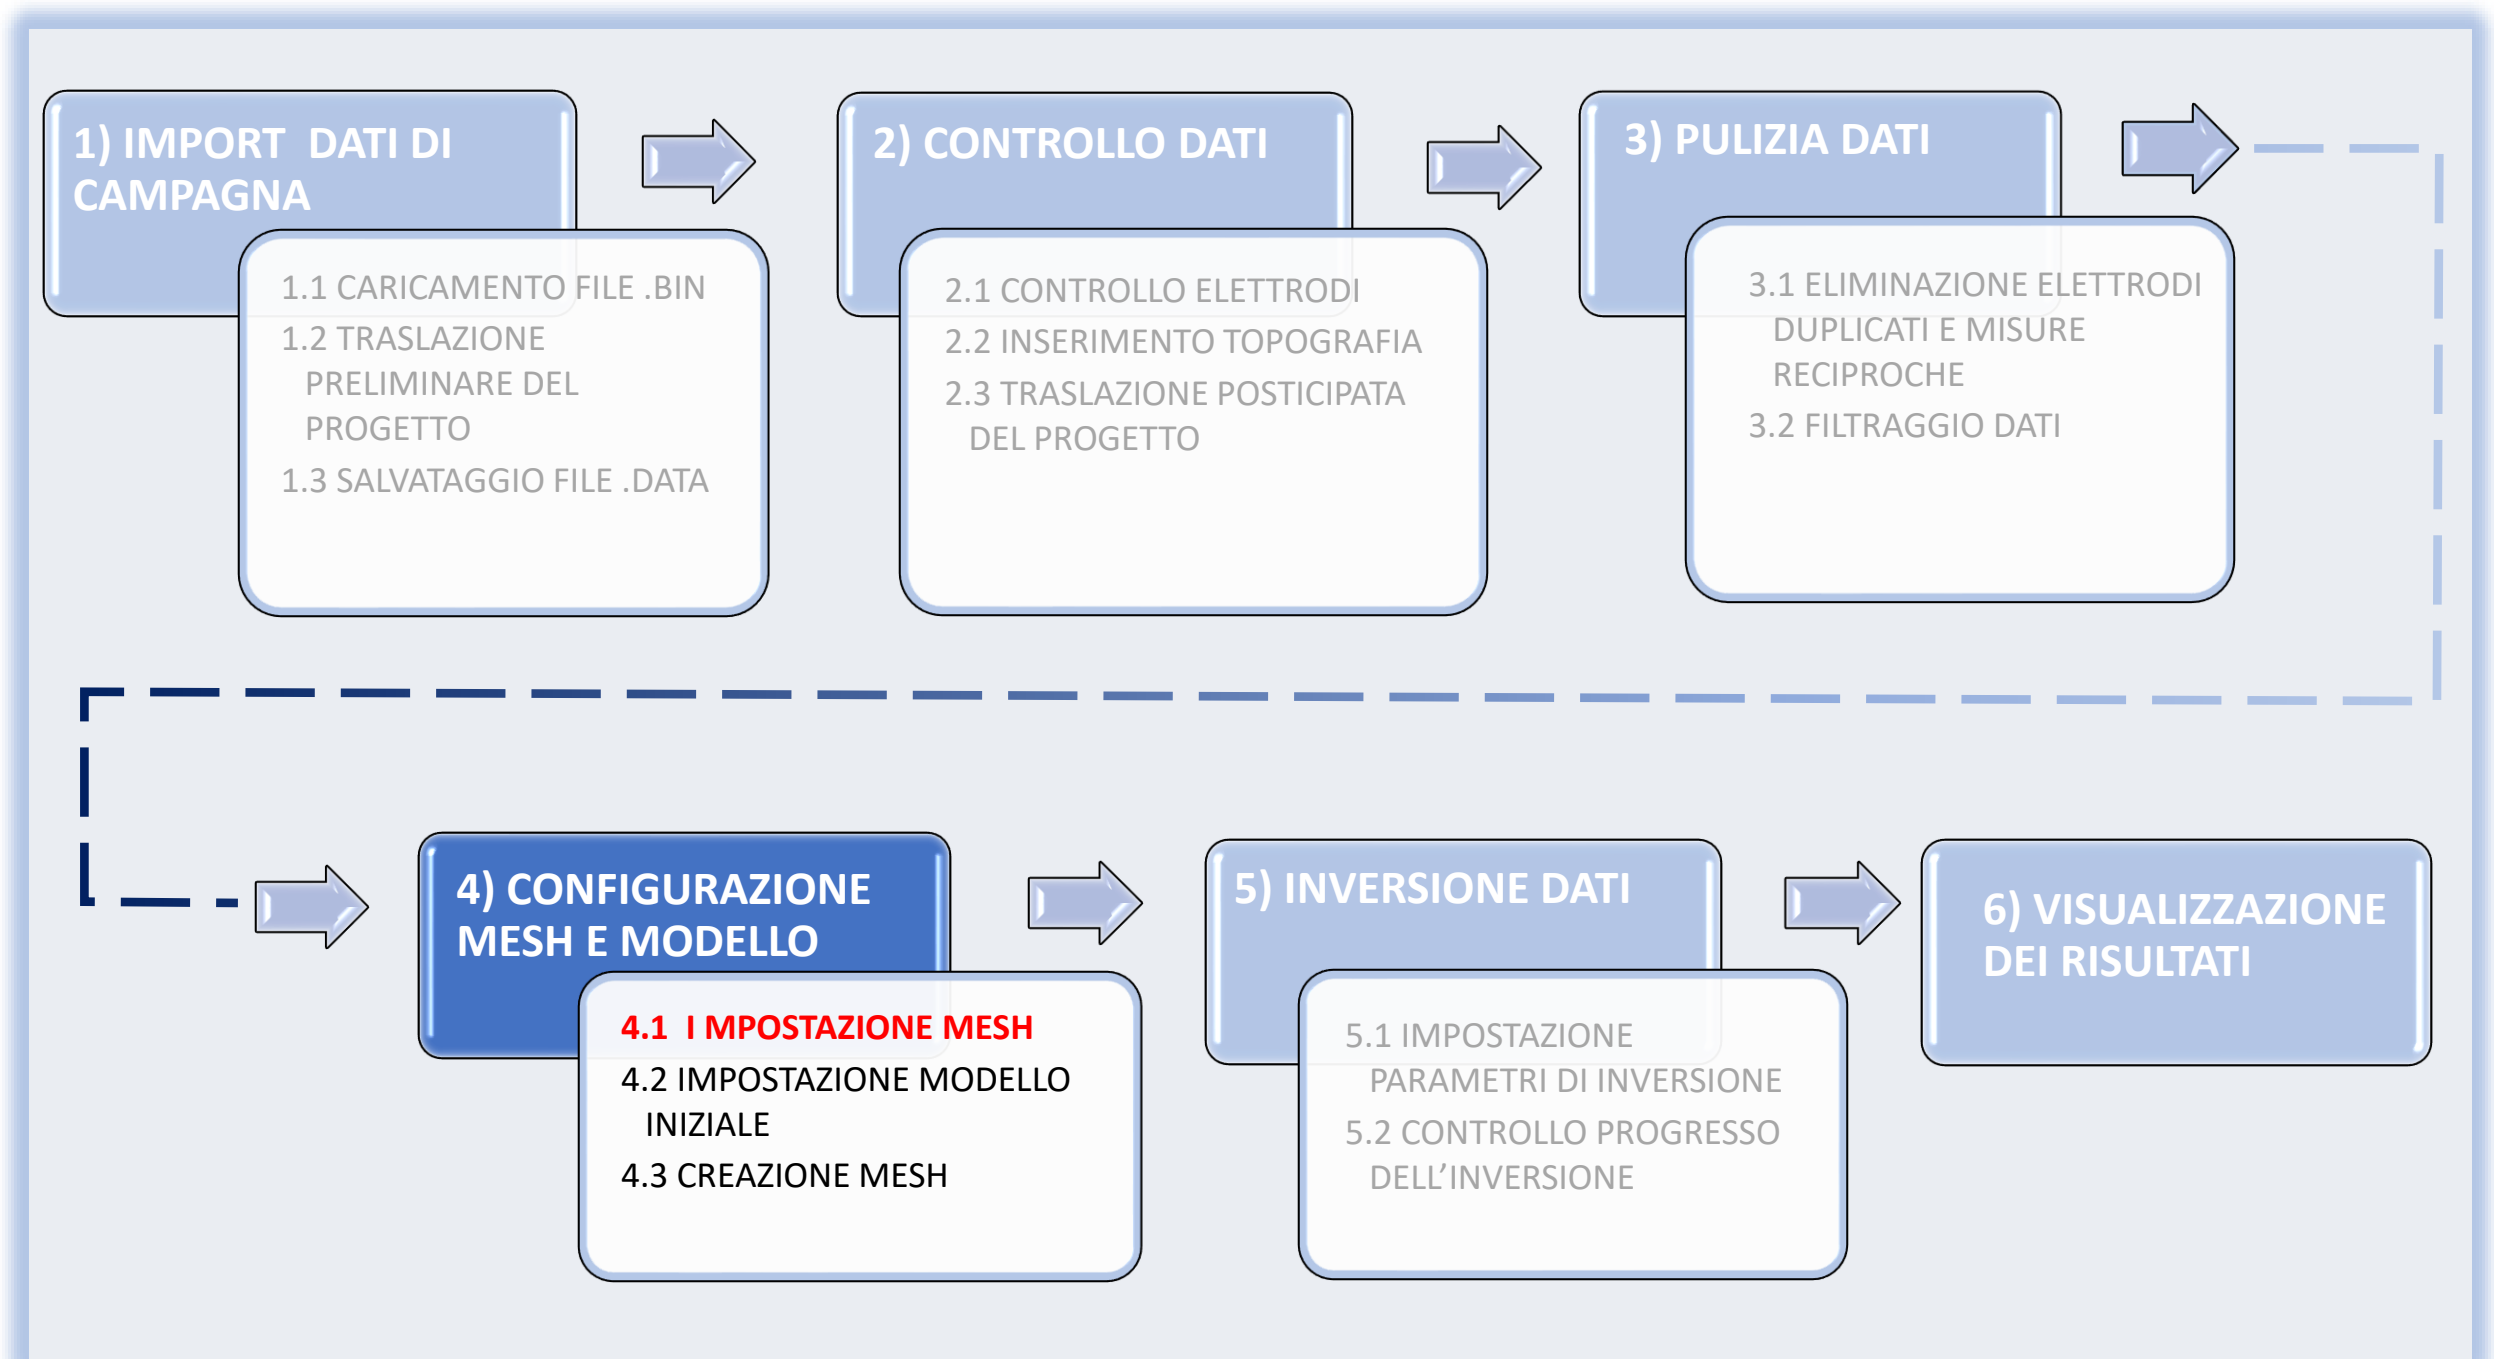 1) IMPORT DATI DI
CAMPAGNA
1.1 CARICAMENTO FILE .BIN
1.2 TRASLAZIONE
PRELIMINARE DEL
PROGETTO
1.3 SALVATAGGIO FILE .DATA
2) CONTROLLO DATI
2.1 CONTROLLO ELETTRODI
2.2 INSERIMENTO TOPOGRAFIA
2.3 TRASLAZIONE POSTICIPATA
DEL PROGETTO
3) PULIZIA DATI
3.1 ELIMINAZIONE ELETTRODI
DUPLICATI E MISURE
RECIPROCHE
3.2 FILTRAGGIO DATI
4) CONFIGURAZIONE
MESH E MODELLO
4.1 I MPOSTAZIONE MESH
4.2 IMPOSTAZIONE MODELLO
INIZIALE
4.3 CREAZIONE MESH
5) INVERSIONE DATI
5.1 IMPOSTAZIONE
PARAMETRI DI INVERSIONE
5.2 CONTROLLO PROGRESSO
DELL’INVERSIONE
6) VISUALIZZAZIONE
DEI RISULTATI